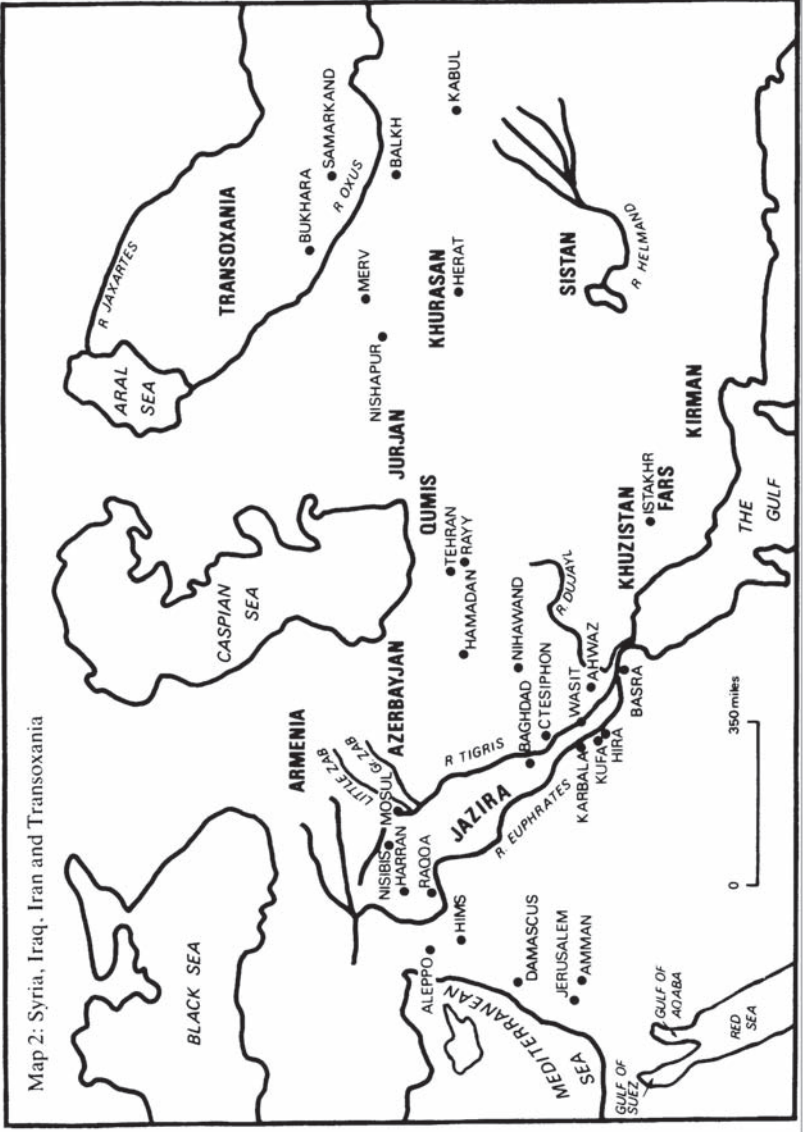 Map 2: Syria, Iraq, Iran and Transoxania
BLACK SEA
CASPIAN
SEA
ARAL
SEA
R JAXARTES
TRANSOXANIA
BUKHARA
SAMARKAND
R OXUS
ARMENIA
LITTLE ZAB
GR. ZAB
AZERBAYJAN
JURJAN
QUMIS
NISHAPUR
MERV
BALKH
KHURASAN
HERAT
KABUL
NISIBIS
MOSUL
HARRAN
RAQQA
JAZIRA
R TIGRIS
R. EUPHRATES
HAMADAN
TEHRAN
RAYY
NIHAWAND
R. DUJAYL
BAGHDAD
CTESIPHON
WASIT
AHWAZ
KARBALA
KUFA
HIRA
BASRA
KHUZISTAN
ISTAKHR
FARS
KIRMAN
SISTAN
R HELMAND
THE
GULF
ALEPPO
HIMS
DAMASCUS
JERUSALEM
AMMAN
MEDITERRANEAN
SEA
GULF OF
SUEZ
GULF OF
AQABA
RED
SEA
0
350 miles